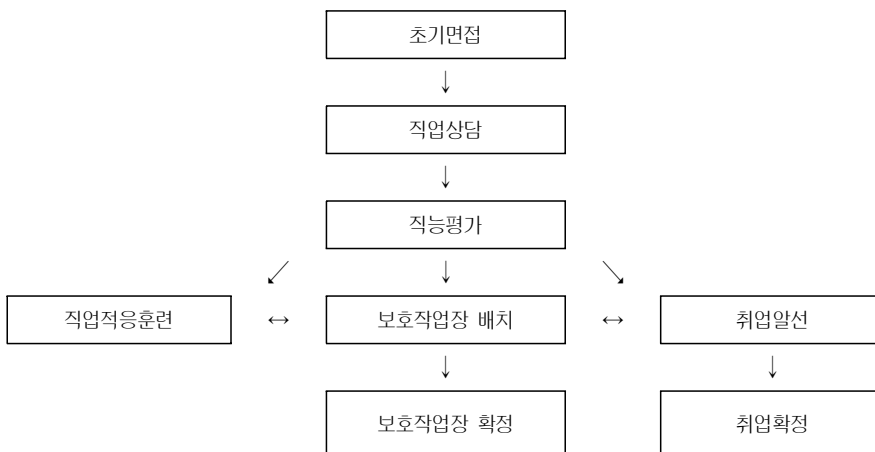 초기면접
↓
직업상담
↓
직능평가
↙ ↓ ↘
직업적응훈련 ↔ 보호작업장 배치 ↔ 취업알선
↓ ↓
보호작업장 확정 취업확정